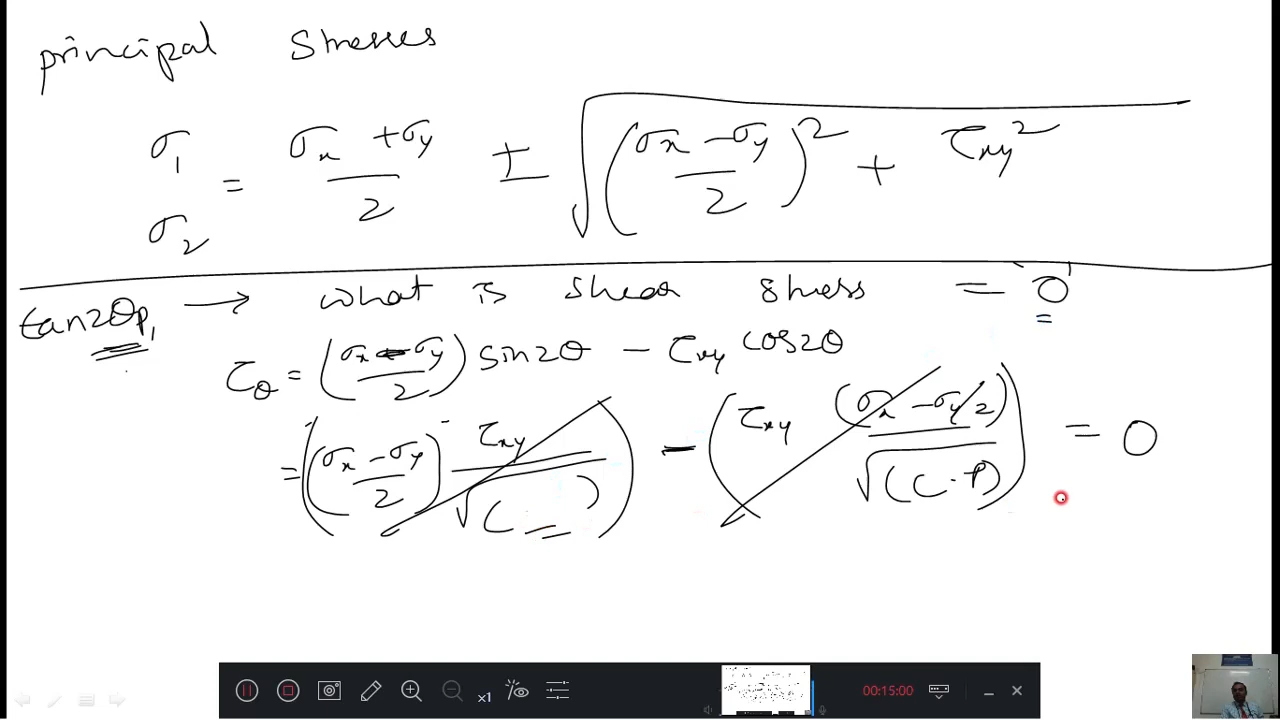 principal stresses
σ₁
σ₂ = (σx + σy)/2 ± √(((σx − σy)/2)² + τxy²)
tan2θp₁ → what is shear stress = '0'
τθ = ((σx − σy)/2) sin2θ − τxy cos2θ
= (((σx − σy)/2) τxy/√( )) − (τxy (σx − σy/2)/√(C·P)) = 0
x1
00:15:00